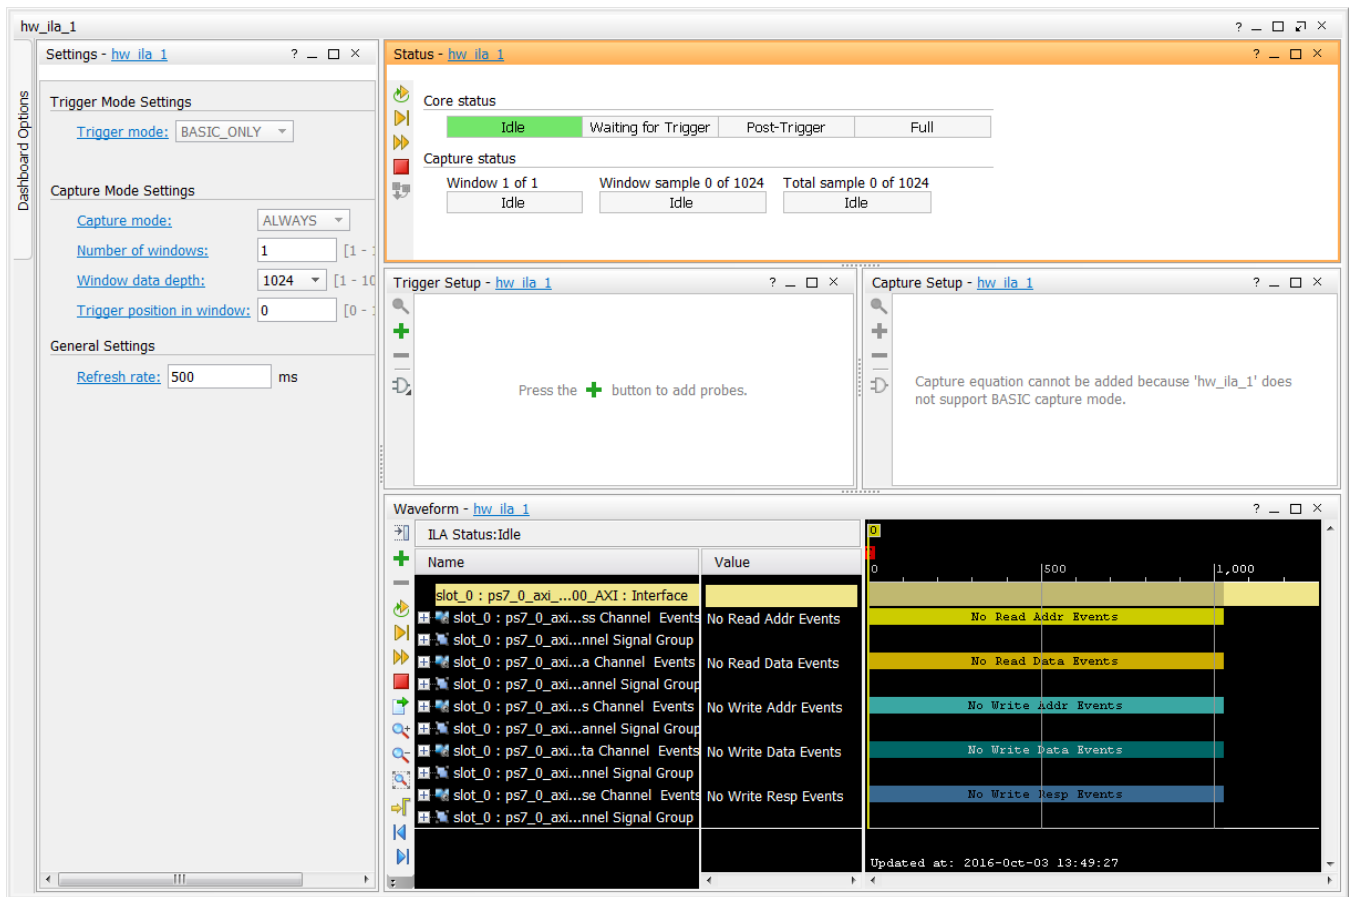 hw_ila_1
Dashboard Options
Settings - hw_ila_1
Trigger Mode Settings
Trigger mode: BASIC_ONLY
Capture Mode Settings
Capture mode: ALWAYS
Number of windows: 1 [1 -
Window data depth: 1024 [1 - 10
Trigger position in window: 0 [0 -
General Settings
Refresh rate: 500 ms
Status - hw_ila_1
Core status
Idle Waiting for Trigger Post-Trigger Full
Capture status
Window 1 of 1 Window sample 0 of 1024 Total sample 0 of 1024
Idle Idle Idle
Trigger Setup - hw_ila_1
Press the + button to add probes.
Capture Setup - hw_ila_1
Capture equation cannot be added because 'hw_ila_1' does
not support BASIC capture mode.
Waveform - hw_ila_1
ILA Status:Idle
Name Value
0
0 500 1,000
slot_0 : ps7_0_axi_...00_AXI : Interface
slot_0 : ps7_0_axi...ss Channel Events No Read Addr Events No Read Addr Events
slot_0 : ps7_0_axi...nnel Signal Group
slot_0 : ps7_0_axi...a Channel Events No Read Data Events No Read Data Events
slot_0 : ps7_0_axi...annel Signal Group
slot_0 : ps7_0_axi...s Channel Events No Write Addr Events No Write Addr Events
slot_0 : ps7_0_axi...annel Signal Group
slot_0 : ps7_0_axi...ta Channel Events No Write Data Events No Write Data Events
slot_0 : ps7_0_axi...nnel Signal Group
slot_0 : ps7_0_axi...se Channel Events No Write Resp Events No Write Resp Events
slot_0 : ps7_0_axi...nnel Signal Group
Updated at: 2016-Oct-03 13:49:27